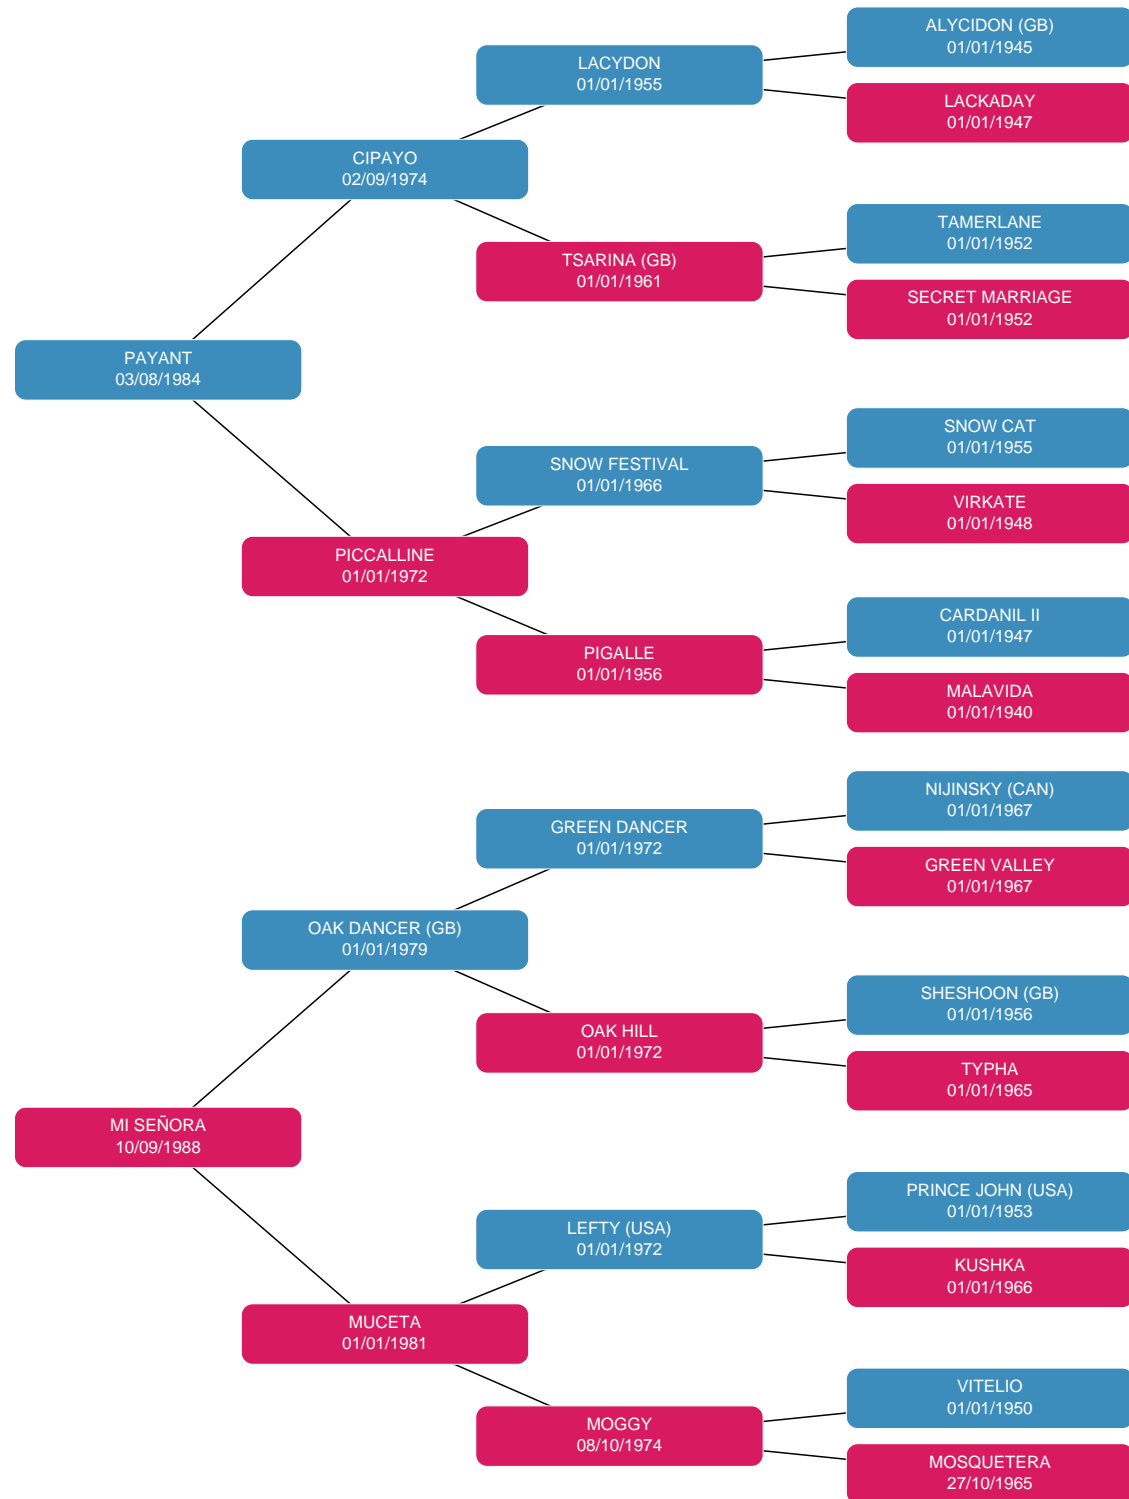 ALYCIDON (GB)
01/01/1945
LACYDON
01/01/1955
LACKADAY
01/01/1947
CIPAYO
02/09/1974
TAMERLANE
01/01/1952
TSARINA (GB)
01/01/1961
SECRET MARRIAGE
01/01/1952
PAYANT
03/08/1984
SNOW CAT
01/01/1955
SNOW FESTIVAL
01/01/1966
VIRKATE
01/01/1948
PICCALLINE
01/01/1972
CARDANIL II
01/01/1947
PIGALLE
01/01/1956
MALAVIDA
01/01/1940
NIJINSKY (CAN)
01/01/1967
GREEN DANCER
01/01/1972
GREEN VALLEY
01/01/1967
OAK DANCER (GB)
01/01/1979
SHESHOON (GB)
01/01/1956
OAK HILL
01/01/1972
TYPHA
01/01/1965
MI SEÑORA
10/09/1988
PRINCE JOHN (USA)
01/01/1953
LEFTY (USA)
01/01/1972
KUSHKA
01/01/1966
MUCETA
01/01/1981
VITELIO
01/01/1950
MOGGY
08/10/1974
MOSQUETERA
27/10/1965